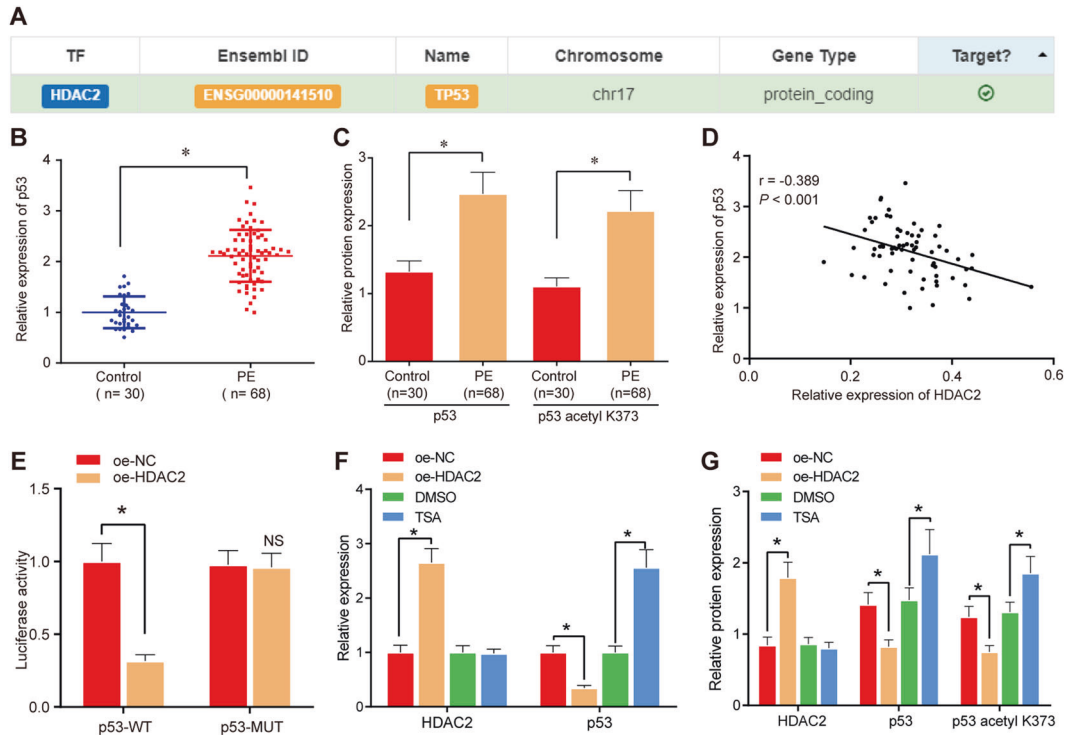 A
TF Ensembl ID Name Chromosome Gene Type Target?
HDAC2 ENSG00000141510 TP53 chr17 protein_coding
B
Relative expression of p53
4
3
2
1
0
*
Control PE
( n= 30) ( n= 68)
C
Relative protien expression
3
2
1
0
* *
Control PE Control PE
(n=30) (n=68) (n=30) (n=68)
p53 p53 acetyl K373
D
Relative expression of p53
4
3
2
1
0
r = -0.389
P < 0.001
0.0 0.2 0.4 0.6
Relative expression of HDAC2
E
oe-NC
oe-HDAC2
Luciferase activity
1.5
1.0
0.5
0.0
* NS
p53-WT p53-MUT
F
oe-NC
oe-HDAC2
DMSO
TSA
Relative expression
4
3
2
1
0
* * *
HDAC2 p53
G
oe-NC
oe-HDAC2
DMSO
TSA
Relative protien expression
3
2
1
0
* * * * *
HDAC2 p53 p53 acetyl K373